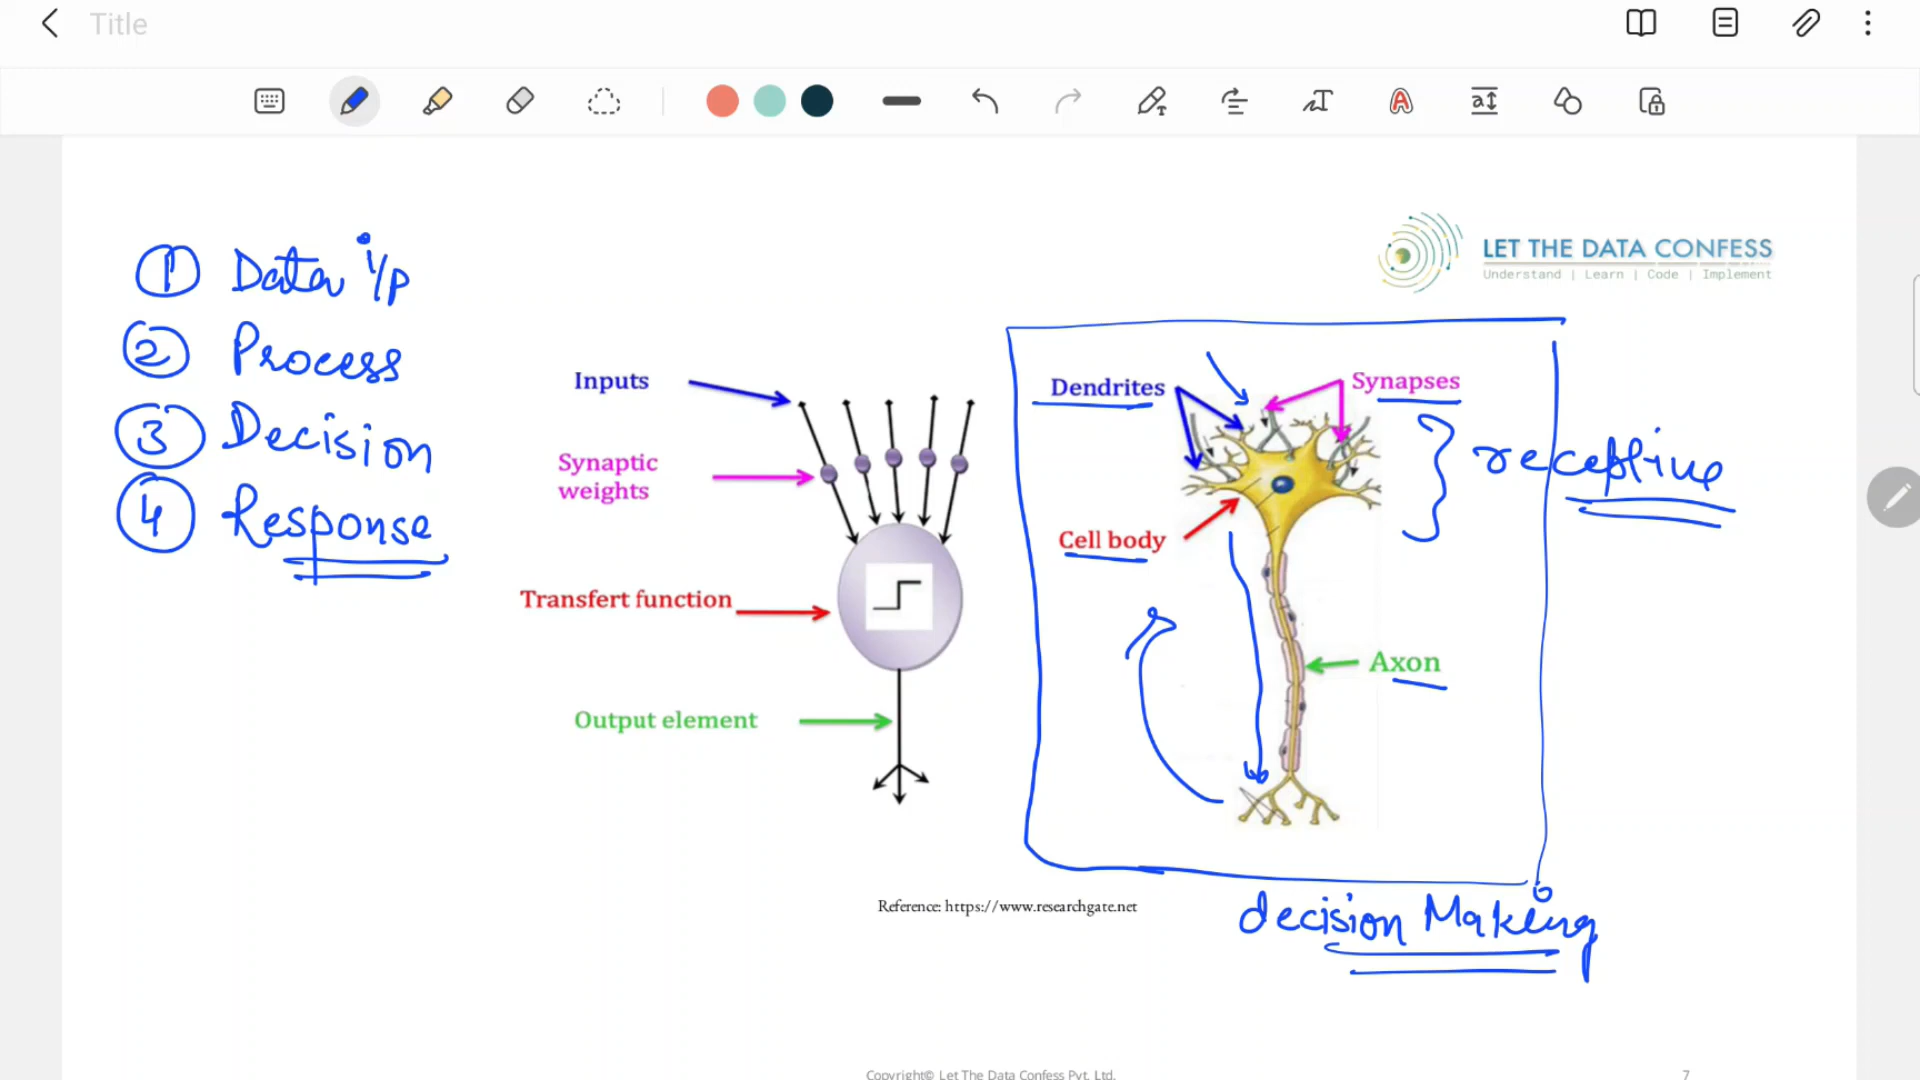 Title
① Data i/p
② Process
③ Decision
④ Response
LET THE DATA CONFESS
Understand | Learn | Code | Implement
Inputs
Synaptic
weights
Transfert function
Output element
Dendrites
Synapses
receptive
Cell body
Axon
decision Making
Reference: https://www.researchgate.net
Copyright© Let The Data Confess Pvt. Ltd.
7